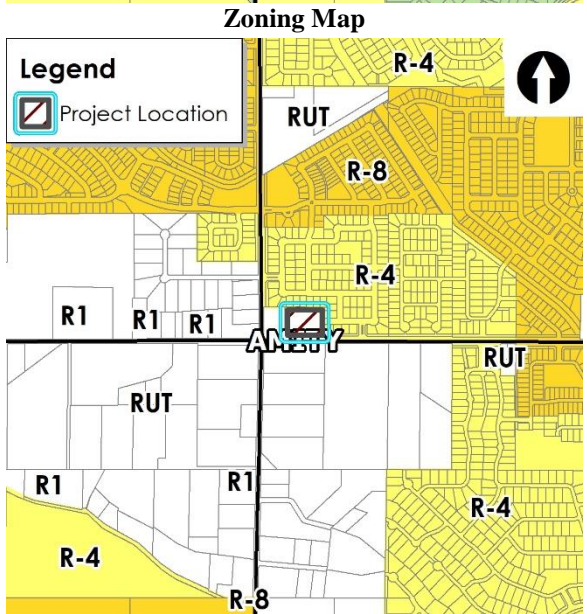 Zoning Map
Legend
Project Location
R-4
RUT
R-8
R-4
R1
R1
R1
AMITY
RUT
RUT
R1
R1
R-4
R-4
R-8